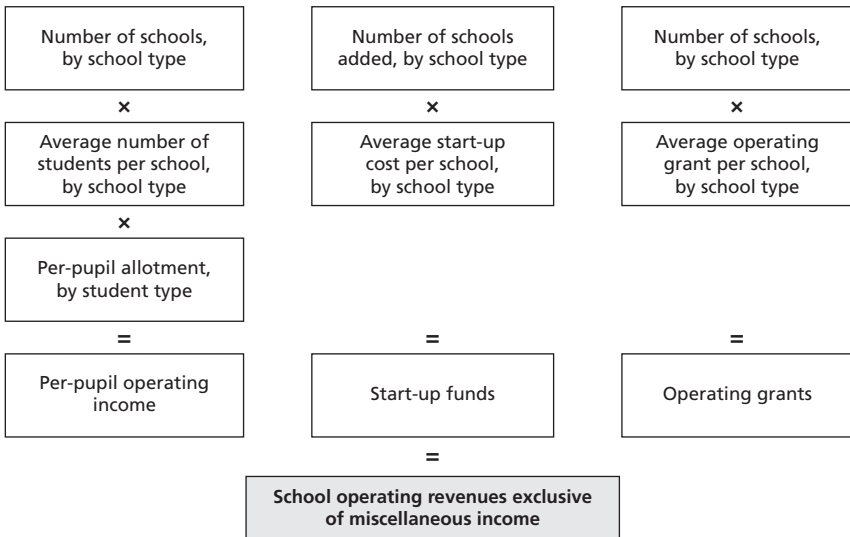 Number of schools,
by school type
Number of schools
added, by school type
Number of schools,
by school type
×
×
×
Average number of
students per school,
by school type
Average start-up
cost per school,
by school type
Average operating
grant per school,
by school type
×
Per-pupil allotment,
by student type
=
=
=
Per-pupil operating
income
Start-up funds
Operating grants
=
School operating revenues exclusive
of miscellaneous income